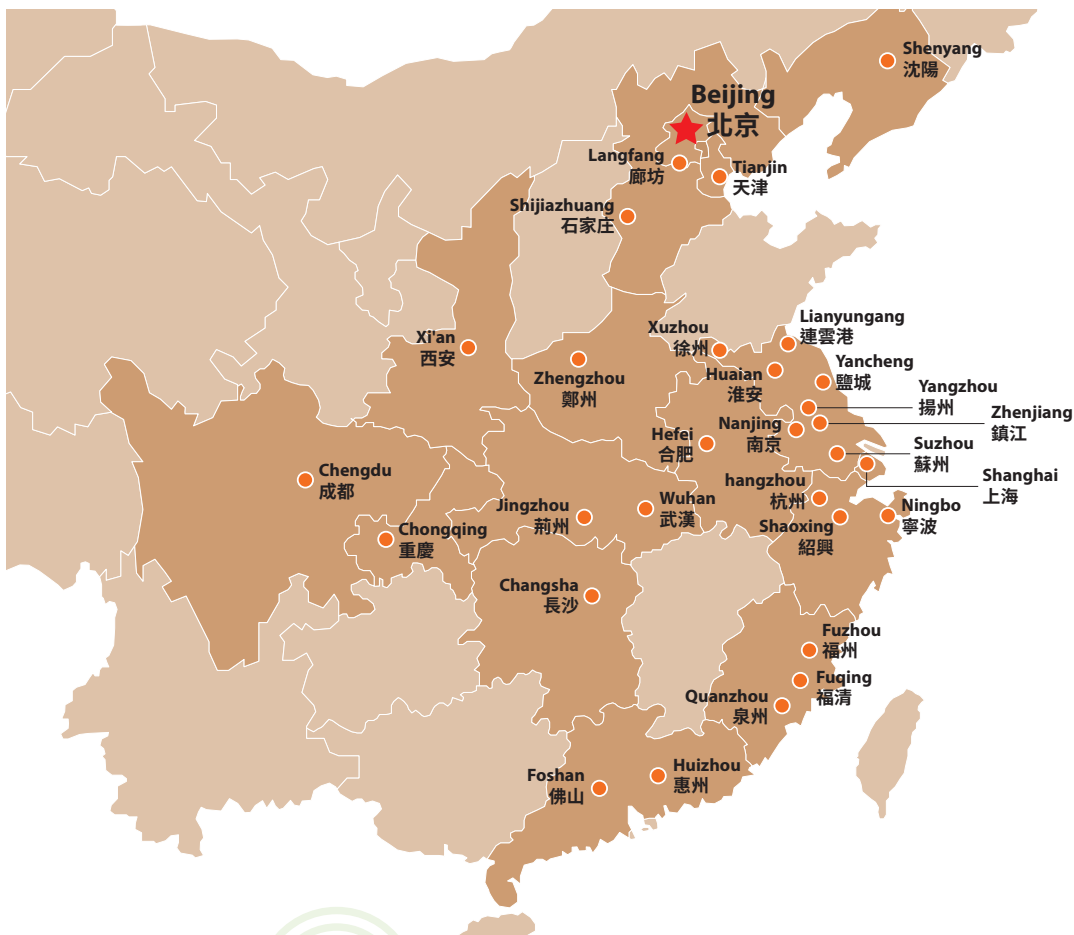 Shenyang
沈陽
Beijing
北京
Langfang
廊坊
Tianjin
天津
Shijiazhuang
石家庄
Lianyungang
連雲港
Xuzhou
徐州
Xi'an
西安
Yancheng
鹽城
Huaian
淮安
Zhengzhou
鄭州
Yangzhou
揚州
Zhenjiang
鎮江
Nanjing
南京
Hefei
合肥
Suzhou
蘇州
Chengdu
成都
Shanghai
上海
hangzhou
杭州
Jingzhou
荊州
Wuhan
武漢
Ningbo
寧波
Shaoxing
紹興
Chongqing
重慶
Changsha
長沙
Fuzhou
福州
Fuqing
福清
Quanzhou
泉州
Huizhou
惠州
Foshan
佛山